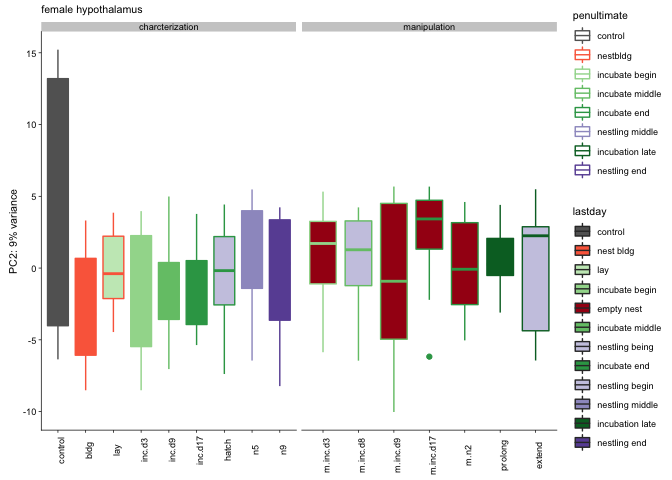 female hypothalamus
charcterization
manipulation
PC2: 9% variance
15
10
5
0
-5
-10
control
bldg
lay
inc.d3
inc.d9
inc.d17
hatch
n5
n9
m.inc.d3
m.inc.d8
m.inc.d9
m.inc.d17
m.n2
prolong
extend
penultimate
control
nestbldg
incubate begin
incubate middle
incubate end
nestling middle
incubation late
nestling end
lastday
control
nest bldg
lay
incubate begin
empty nest
incubate middle
nestling being
incubate end
nestling begin
nestling middle
incubation late
nestling end